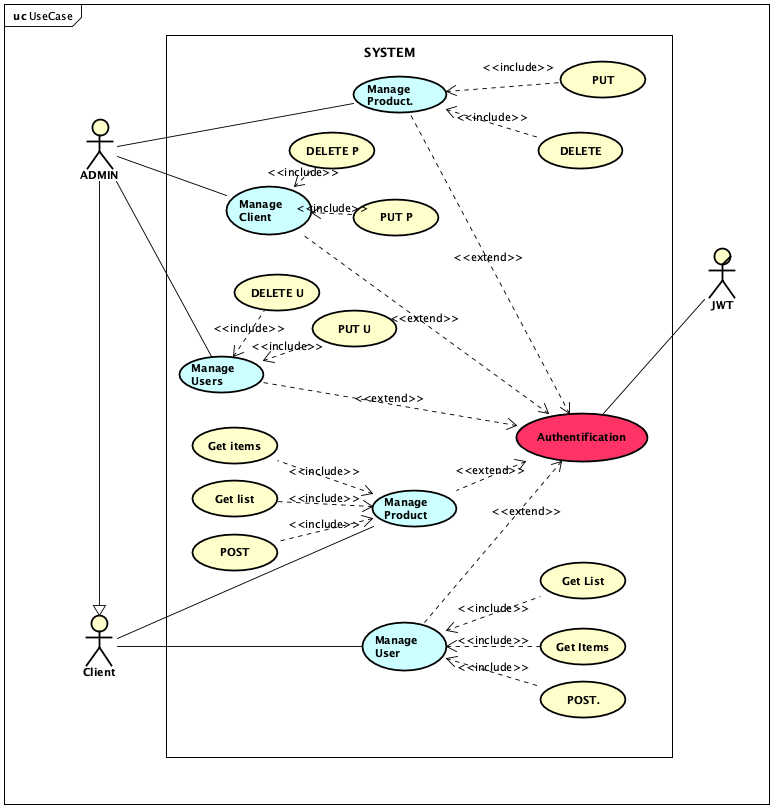 uc UseCase
SYSTEM
<<include>>
PUT
Manage
Product.
<<include>>
DELETE
ADMIN
DELETE P
<<include>>
Manage
Client
<<include>>
PUT P
<<extend>>
JWT
DELETE U
<<include>>
PUT U
<<extend>>
<<include>>
Manage
Users
<<extend>>
Authentification
Get items
<<include>>
<<extend>>
Get list
<<include>>
Manage
Product
<<extend>>
POST
<<include>>
Get List
<<include>>
Client
Manage
User
<<include>>
Get Items
<<include>>
POST.